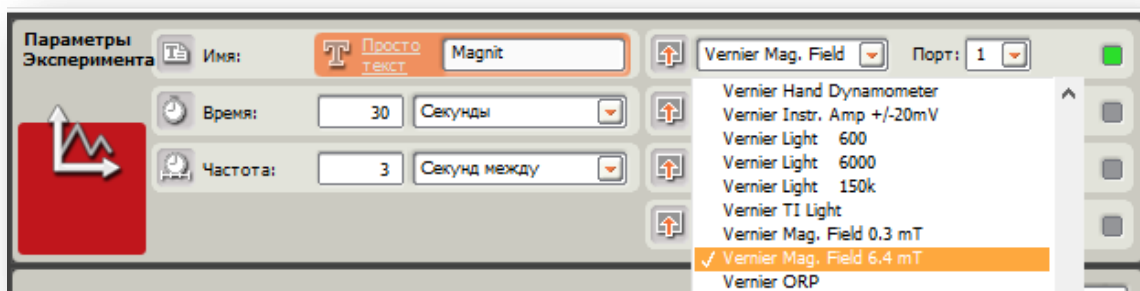 Параметры
Эксперимента
Имя:
Просто
текст
Magnit
Vernier Mag. Field
Порт: 1
Время: 30 Секунды
Частота: 3 Секунд между
Vernier Hand Dynamometer
Vernier Instr. Amp +/-20mV
Vernier Light 600
Vernier Light 6000
Vernier Light 150k
Vernier TI Light
Vernier Mag. Field 0.3 mT
✓ Vernier Mag. Field 6.4 mT
Vernier ORP